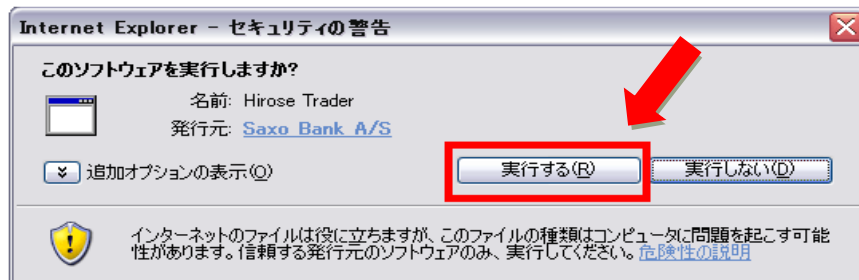 Internet Explorer - セキュリティの警告
このソフトウェアを実行しますか?
名前: Hirose Trader
発行元: Saxo Bank A/S
追加オプションの表示(O) 実行する(R) 実行しない(D)
インターネットのファイルは役に立ちますが、このファイルの種類はコンピュータに問題を起こす可能
性があります。信頼する発行元のソフトウェアのみ、実行してください。危険性の説明